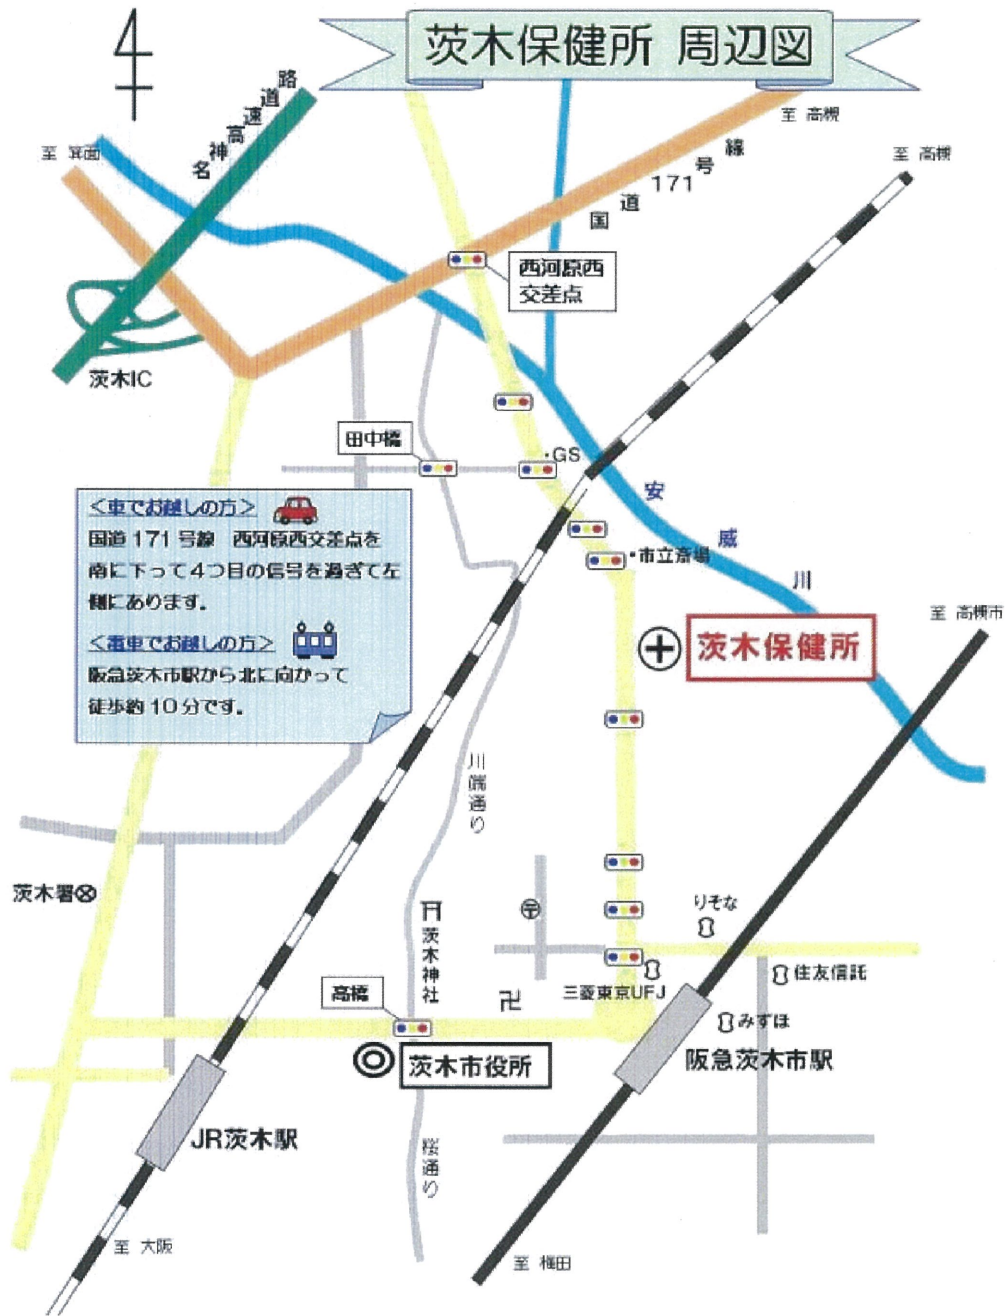 茨木保健所 周辺図
至 高槻
至 箕面
名神高速道路
国道171号線
至 高槻
西河原西
交差点
茨木IC
田中橋
・GS
安威川
・市立斎場
<車でお越しの方>
国道171号線 西河原西交差点を
南に下って4つ目の信号を過ぎて左
側にあります。
<電車でお越しの方>
阪急茨木市駅から北に向かって
徒歩約10分です。
至 高槻市
茨木保健所
川端通り
茨木署
茨木神社
りそな
住友信託
三菱東京UFJ
高橋
みずほ
茨木市役所
阪急茨木市駅
JR茨木駅
桜通り
至 大阪
至 梅田